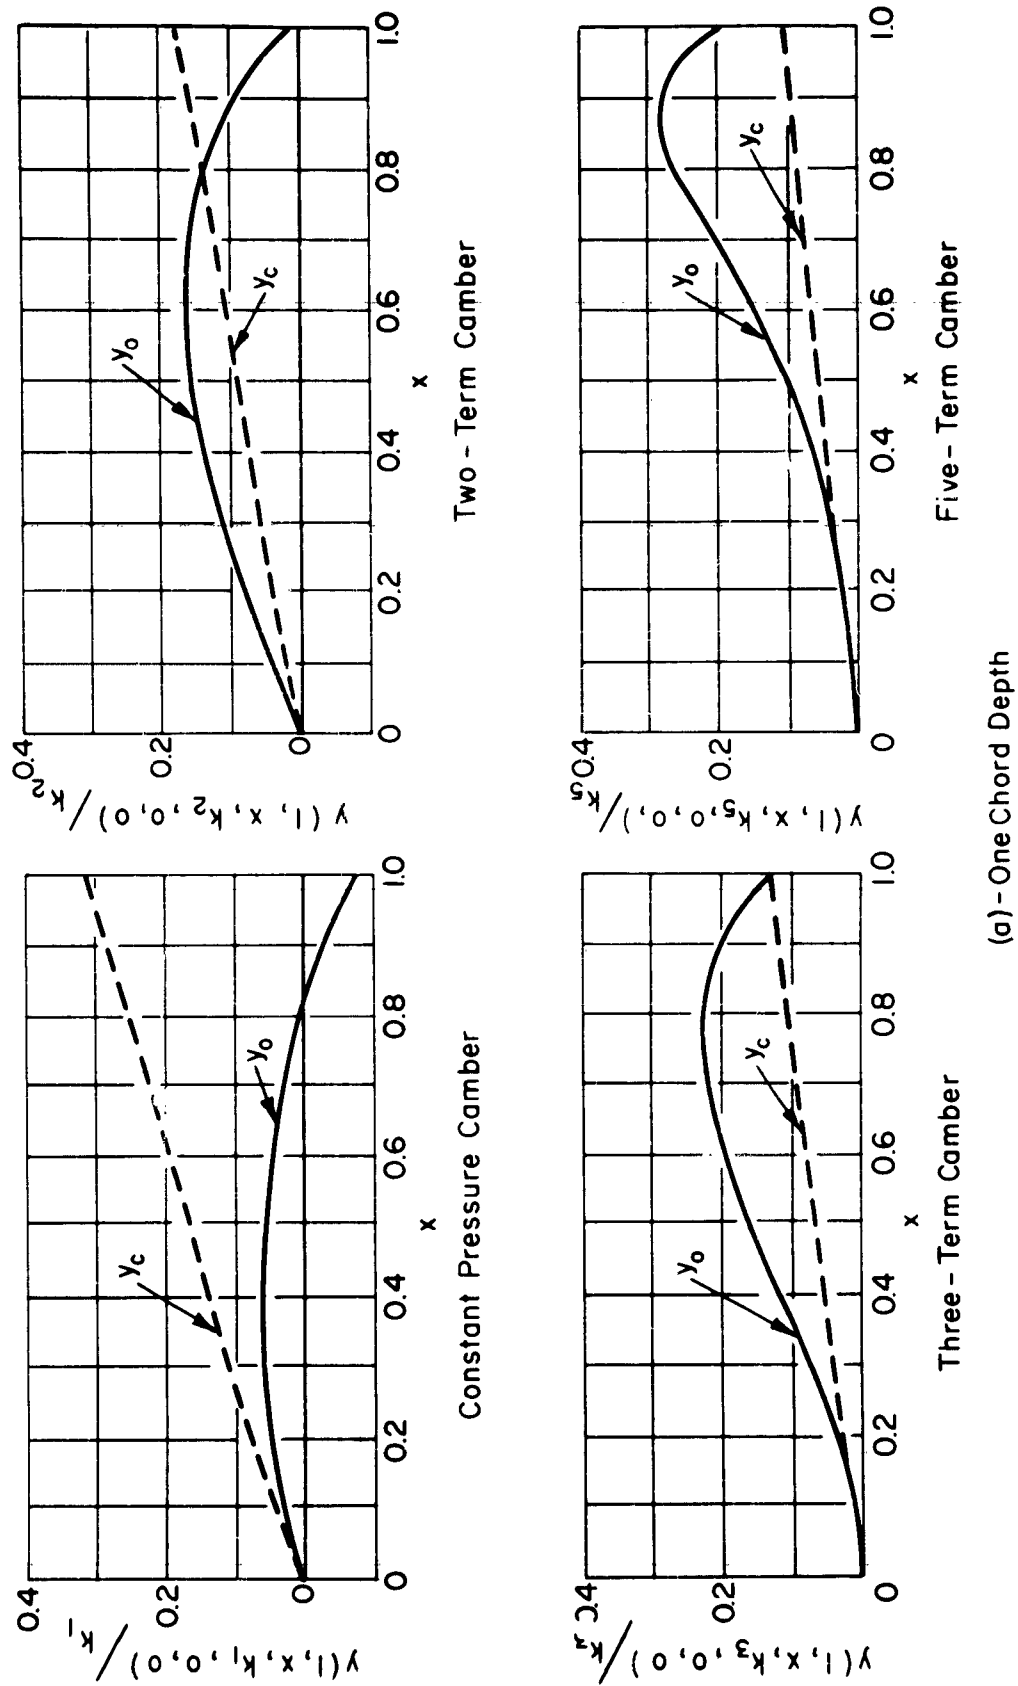 y(1, x, k1, 0, 0)/k1
0.4
0.2
0
0 0.2 0.4 0.6 0.8 1.0
x
yc
yo
Constant Pressure Camber
y(1, x, k2, 0, 0)/k2
0.4
0.2
0
0 0.2 0.4 0.6 0.8 1.0
x
yo
yc
Two-Term Camber
y(1, x, k3, 0, 0)/k3
0.4
0.2
0 0.2 0.4 0.6 0.8 1.0
x
yo
yc
Three-Term Camber
y(1, x, k5, 0, 0,)/k5
0.4
0.2
0 0.2 0.4 0.6 0.8 1.0
x
yo
yc
Five-Term Camber
(a)-One Chord Depth